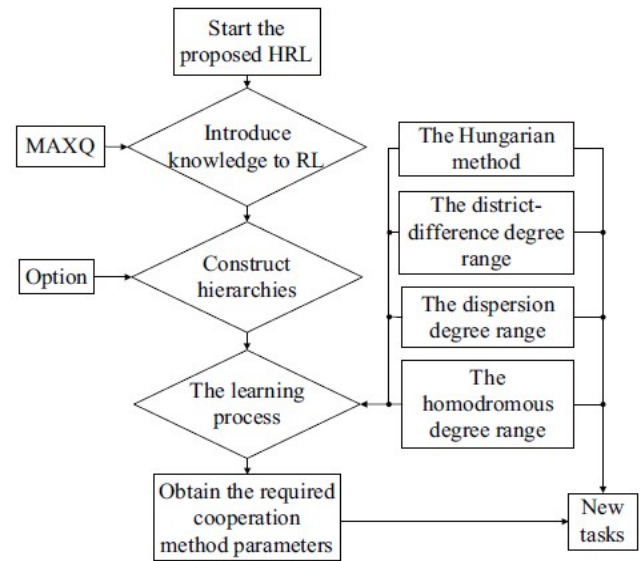 Start the
proposed HRL
MAXQ
Introduce
knowledge to RL
Option
Construct
hierarchies
The learning
process
Obtain the required
cooperation
method parameters
The Hungarian
method
The district-
difference degree
range
The dispersion
degree range
The
homodromous
degree range
New
tasks